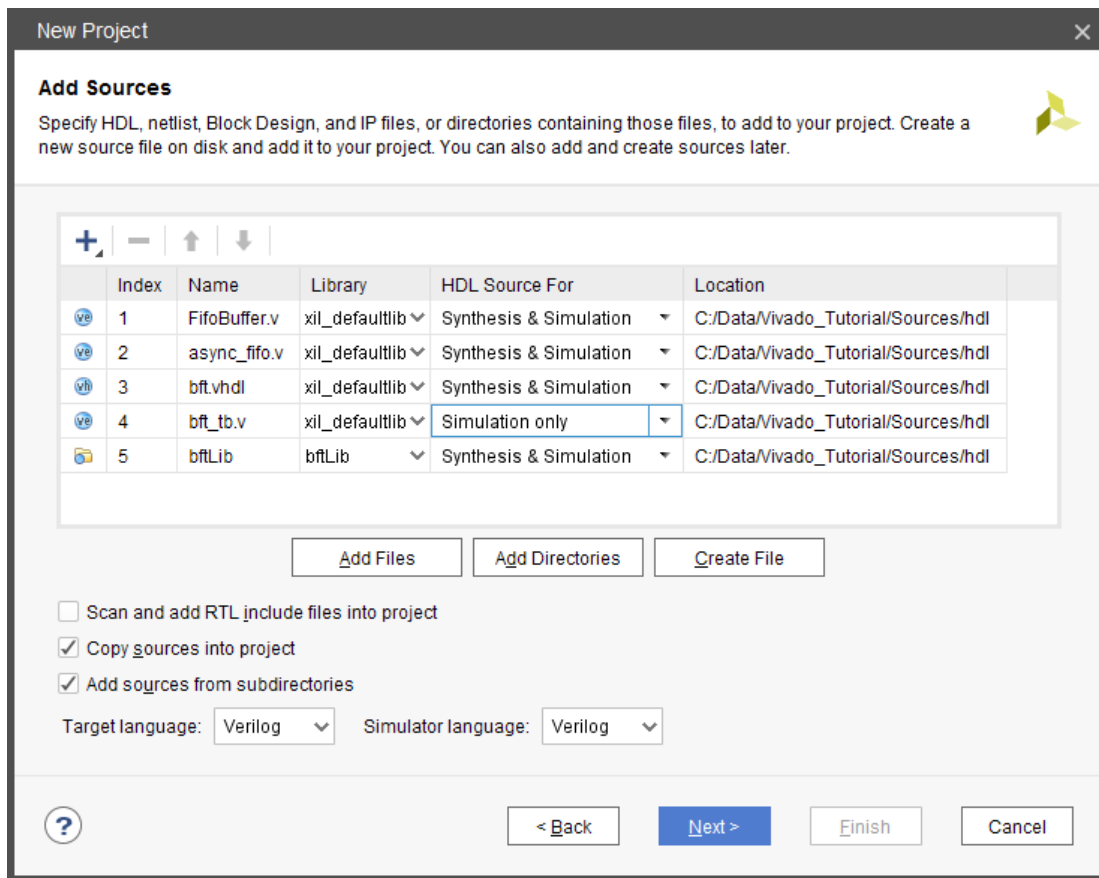 New Project
Add Sources
Specify HDL, netlist, Block Design, and IP files, or directories containing those files, to add to your project. Create a
new source file on disk and add it to your project. You can also add and create sources later.
Index Name Library HDL Source For Location
ve 1 FifoBuffer.v xil_defaultlib Synthesis & Simulation C:/Data/Vivado_Tutorial/Sources/hdl
ve 2 async_fifo.v xil_defaultlib Synthesis & Simulation C:/Data/Vivado_Tutorial/Sources/hdl
vh 3 bft.vhdl xil_defaultlib Synthesis & Simulation C:/Data/Vivado_Tutorial/Sources/hdl
ve 4 bft_tb.v xil_defaultlib Simulation only C:/Data/Vivado_Tutorial/Sources/hdl
5 bftLib bftLib Synthesis & Simulation C:/Data/Vivado_Tutorial/Sources/hdl
Add Files Add Directories Create File
Scan and add RTL include files into project
Copy sources into project
Add sources from subdirectories
Target language: Verilog Simulator language: Verilog
? < Back Next > Finish Cancel